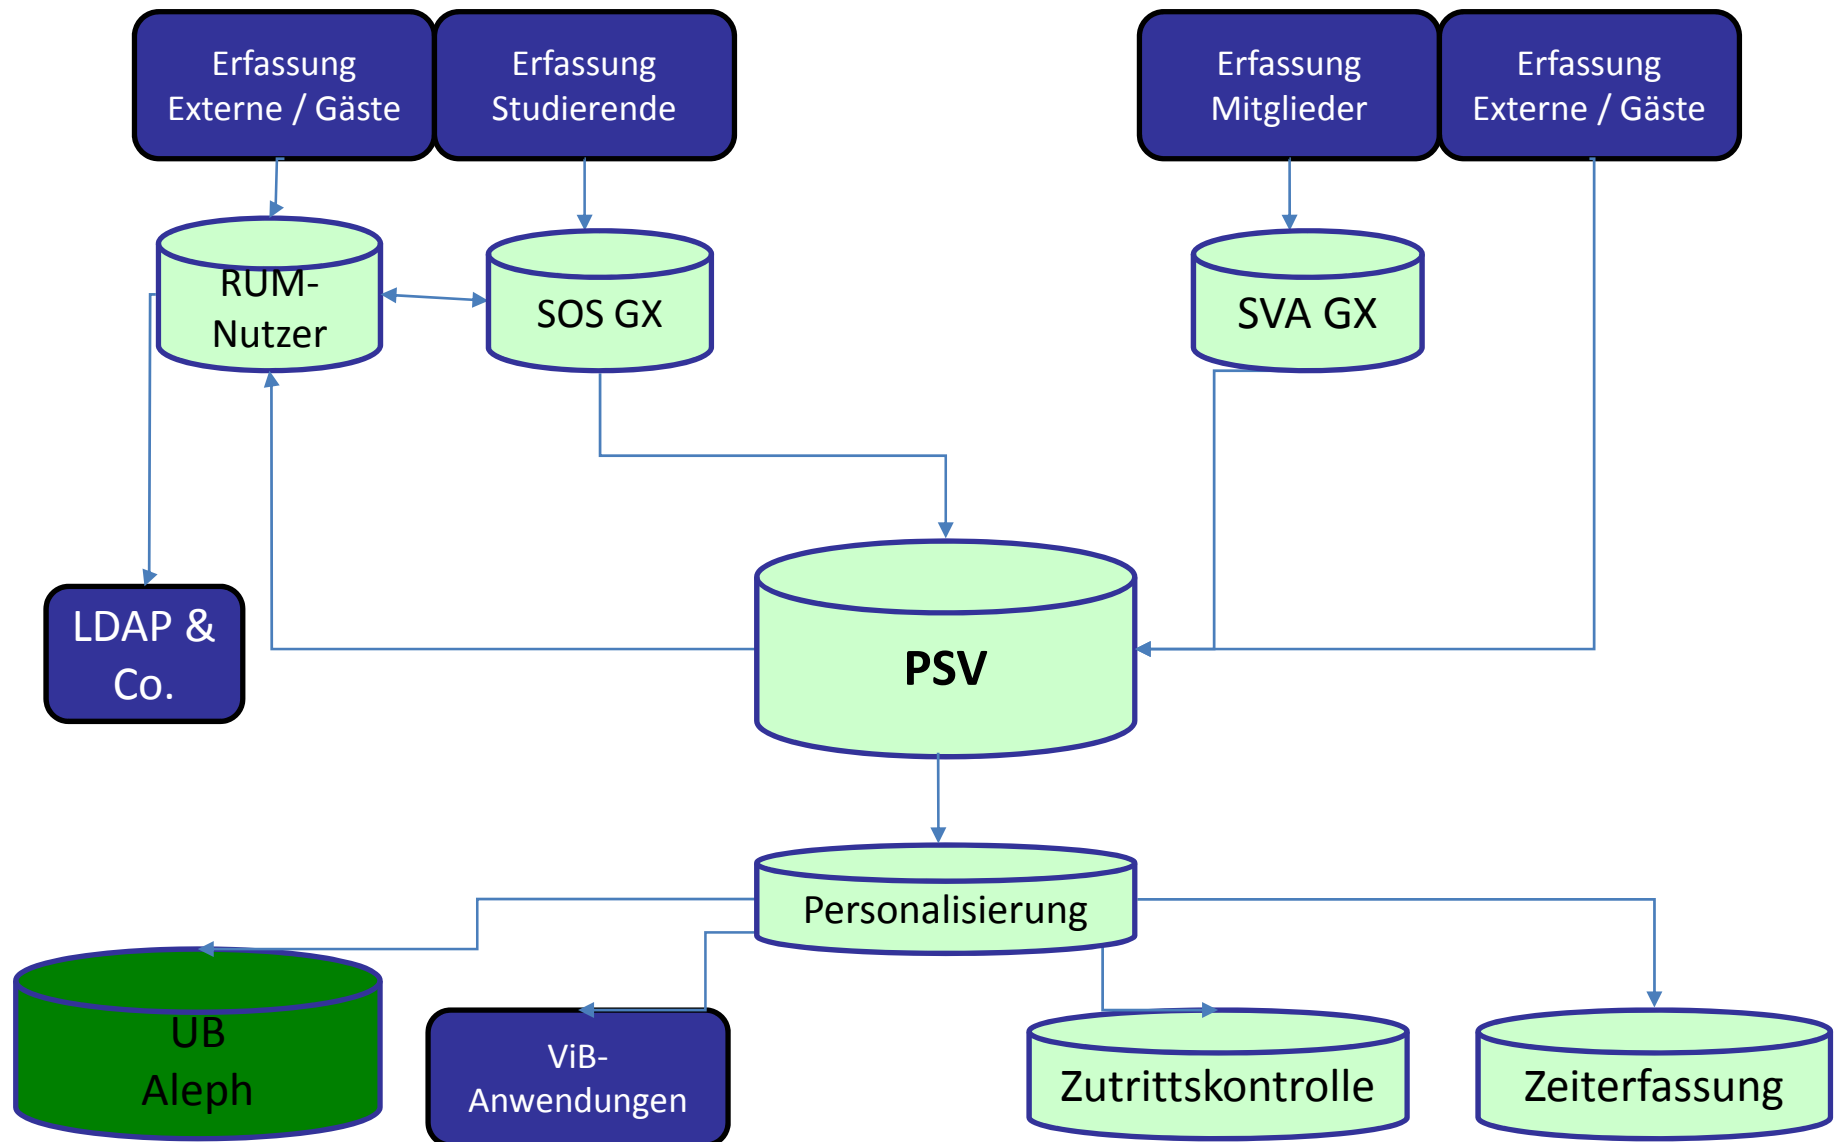 Erfassung
Externe / Gäste
Erfassung
Studierende
Erfassung
Mitglieder
Erfassung
Externe / Gäste
RUM-
Nutzer
SOS GX
SVA GX
LDAP &
Co.
PSV
Personalisierung
UB
Aleph
ViB-
Anwendungen
Zutrittskontrolle
Zeiterfassung